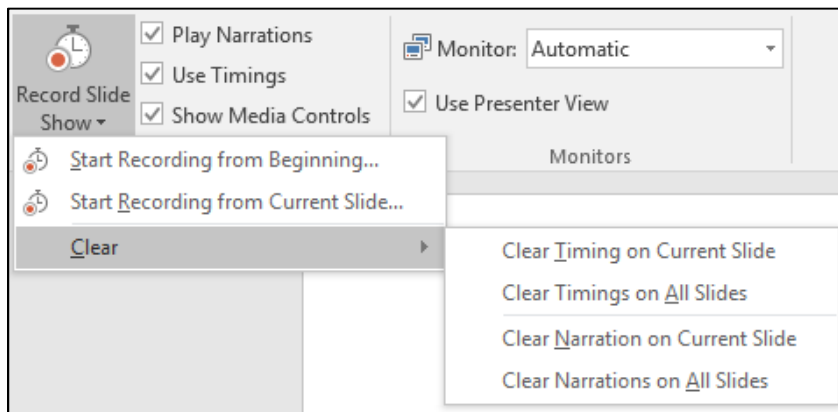 Record Slide
Show
Play Narrations
Use Timings
Show Media Controls
Monitor: Automatic
Use Presenter View
Monitors
Start Recording from Beginning...
Start Recording from Current Slide...
Clear
Clear Timing on Current Slide
Clear Timings on All Slides
Clear Narration on Current Slide
Clear Narrations on All Slides